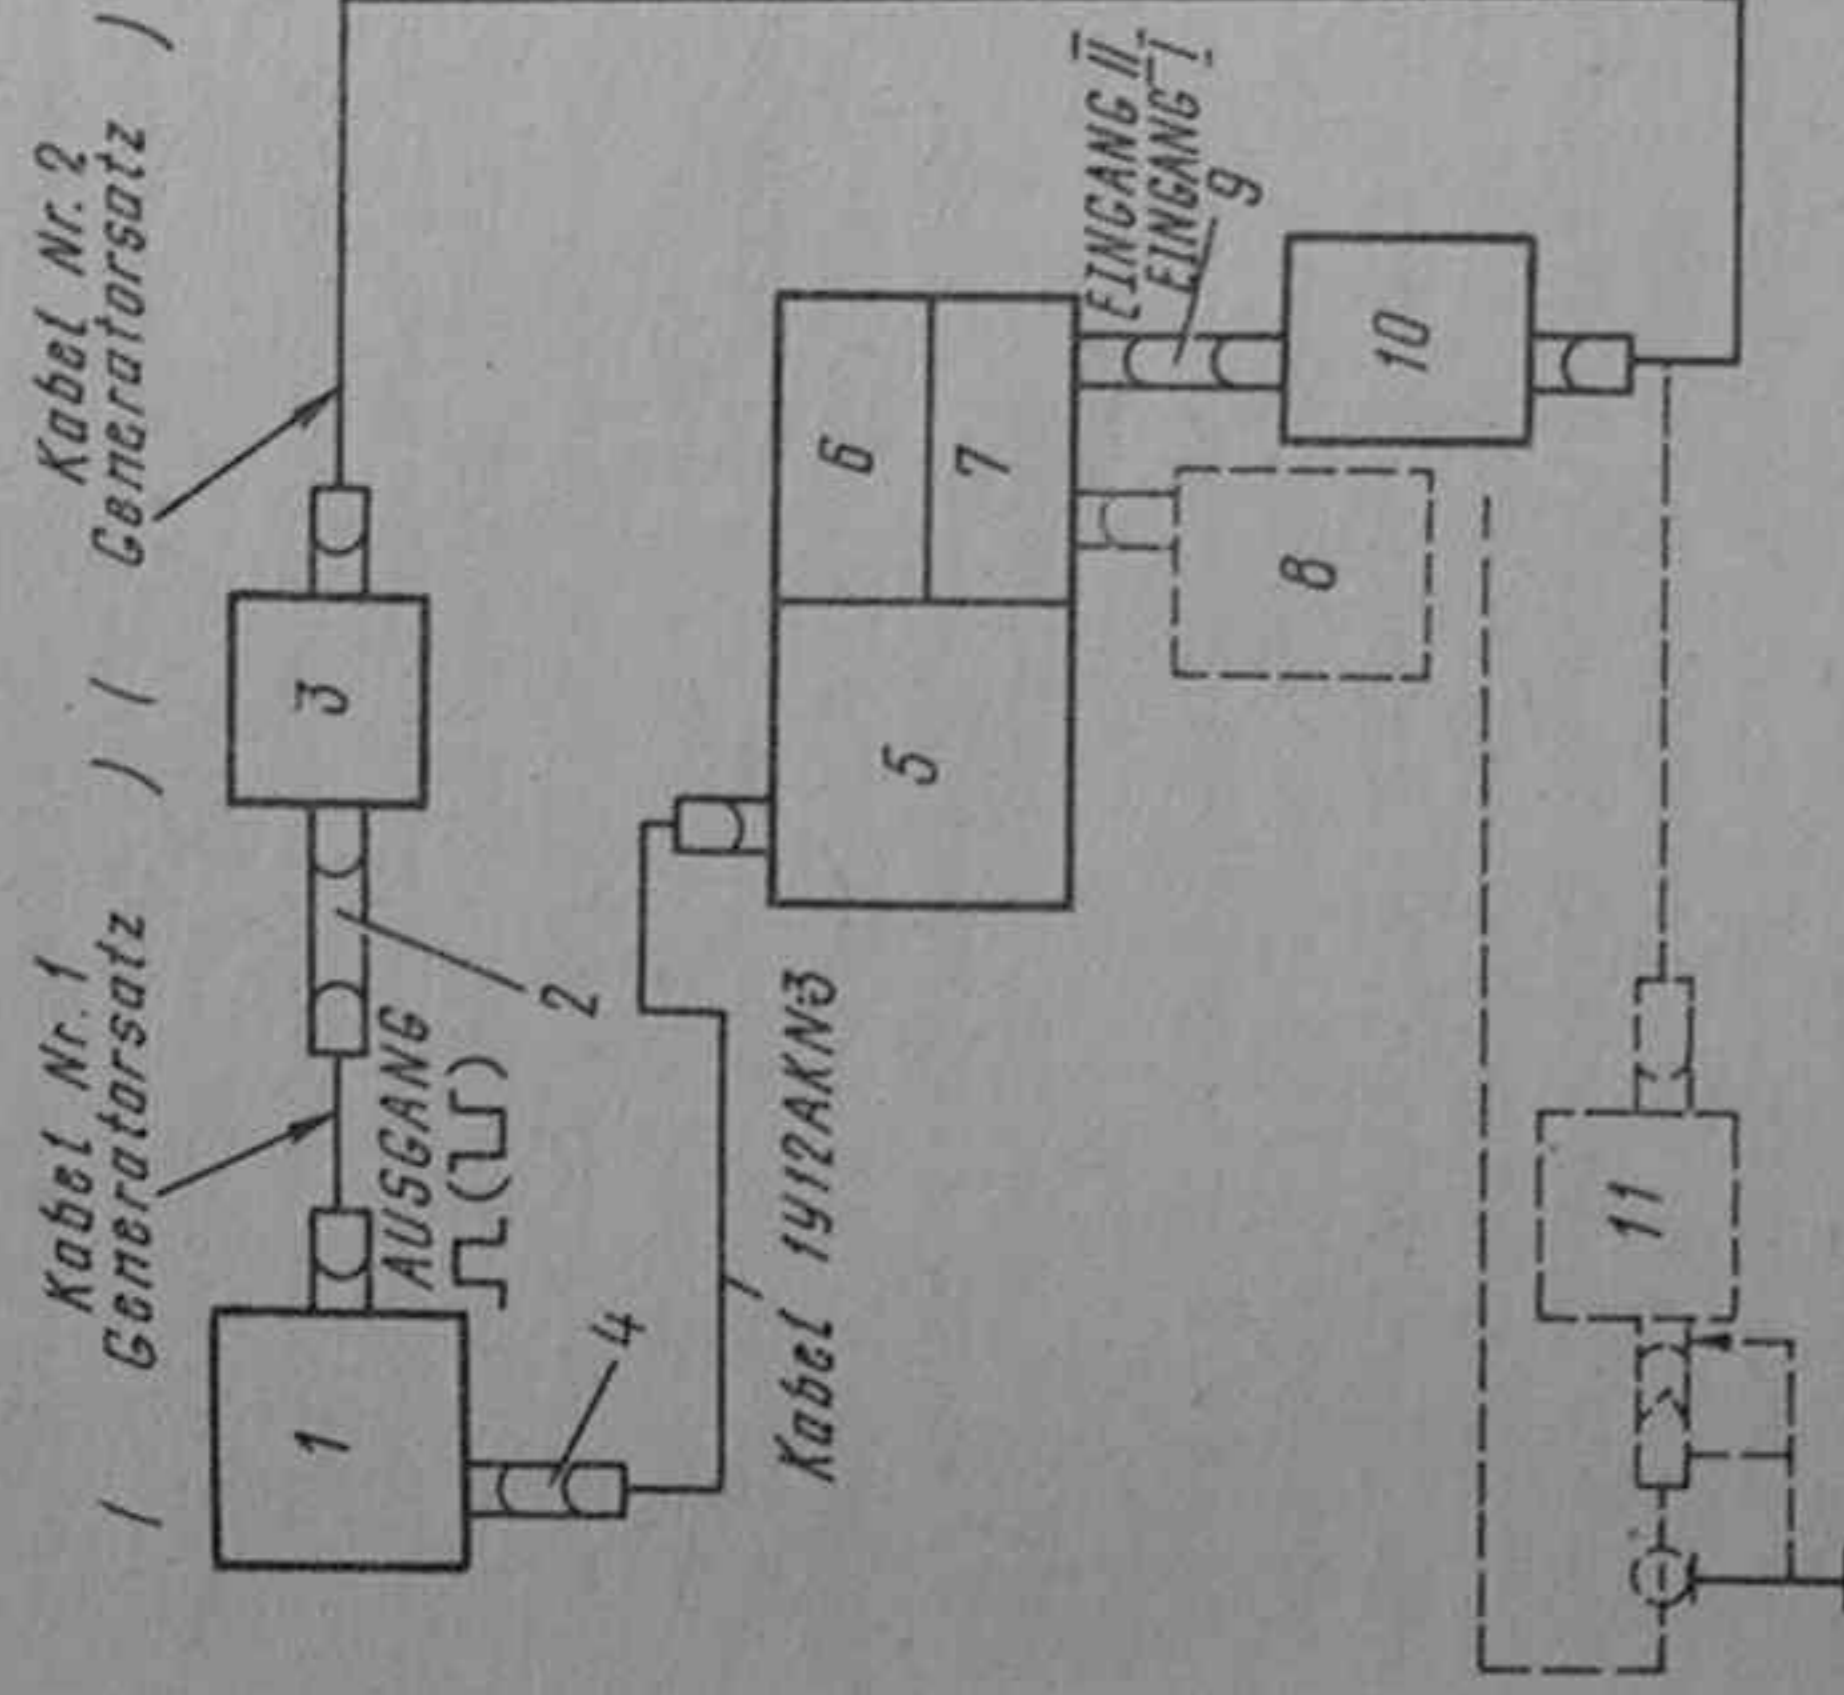 (Kabel Nr. 1
Generatorsatz)
(Kabel Nr. 2
Generatorsatz)
1
2
3
AUSGANG
4
Kabel 1У12АКN3
5
6
7
EINGANG II
EINGANG I
8
9
10
11